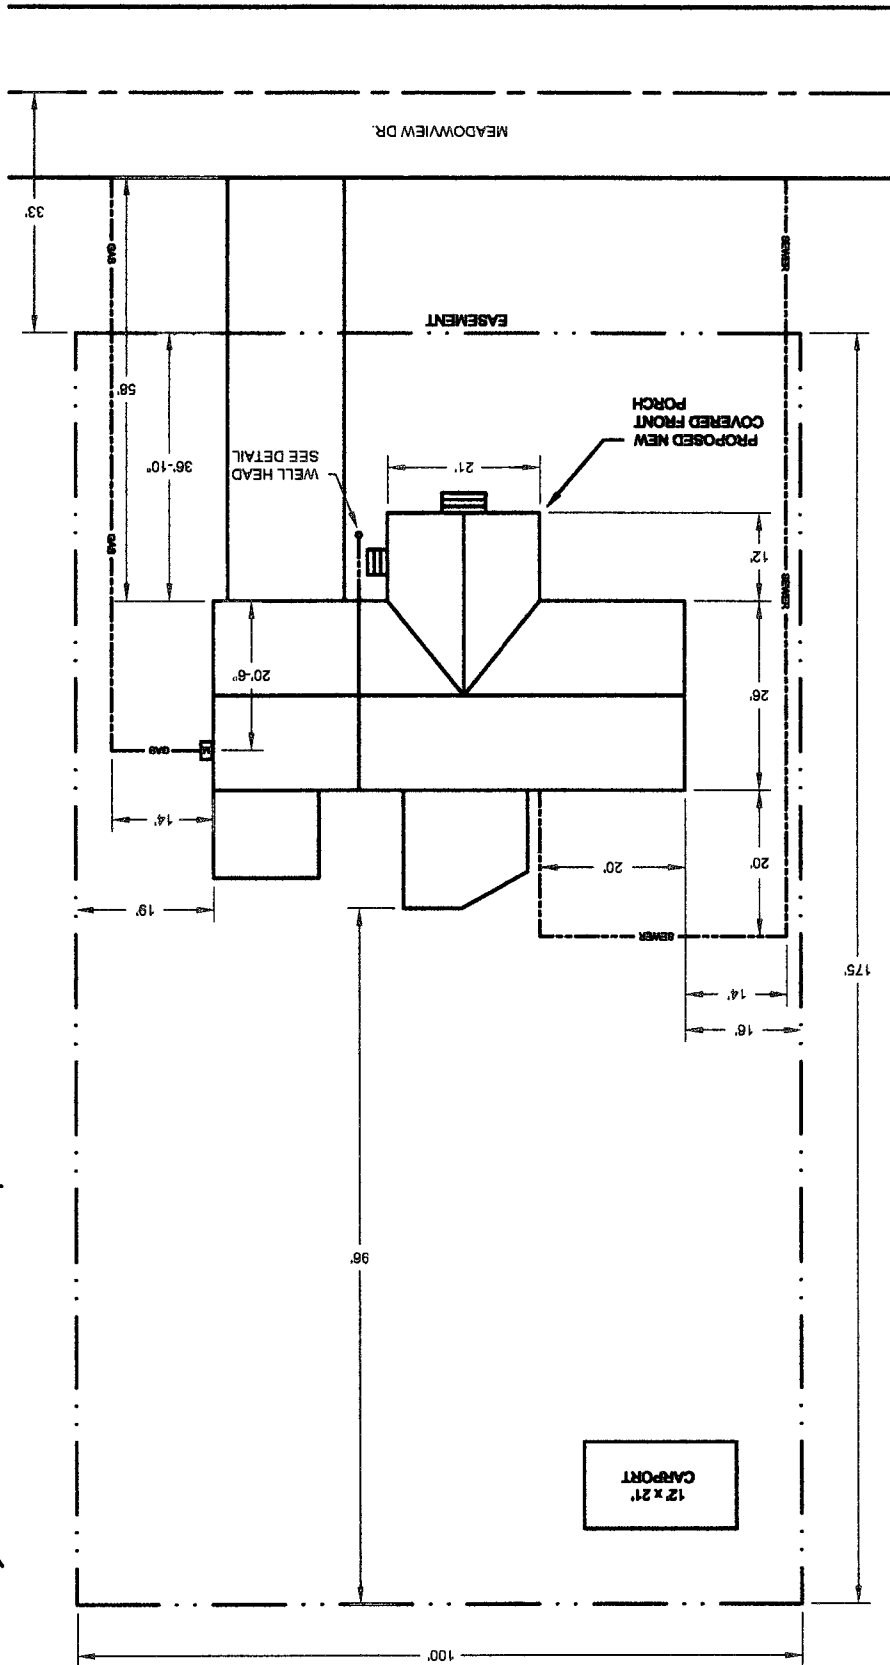 100'
12' x 21'
CARPORT
96'
16'
14'
175'
SEWER
19'
20'
20'
14'
GAS
M
26'
20'-6"
SEWER
GAS
12'
21'
WELL HEAD
SEE DETAIL
36'-10"
PROPOSED NEW
COVERED FRONT
PORCH
58'
EASEMENT
SEWER
GAS
33'
MEADOWVIEW DR.